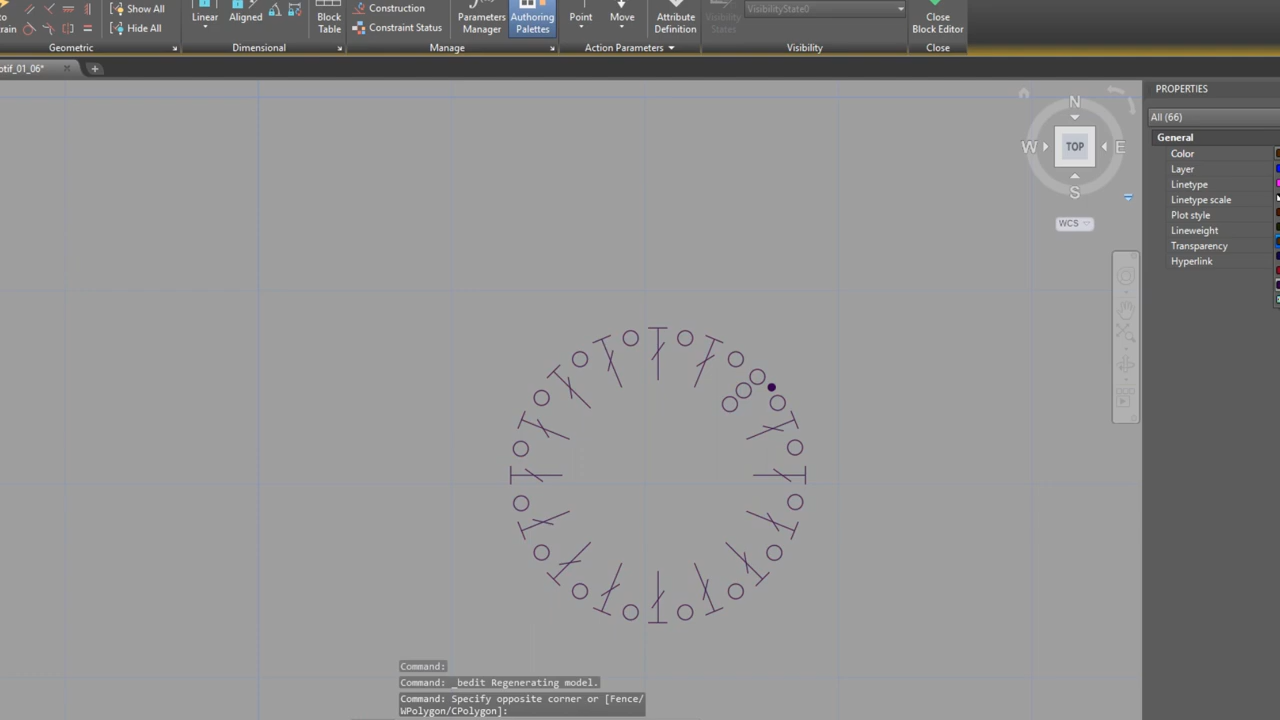 Show All
Linear
Aligned
Block
Table
Construction
Parameters
Manager
Authoring
Palettes
Point
Move
Attribute
Definition
Visibility
States
VisibilityState0
Close
Block Editor
Hide All
Constraint Status
Geometric
Dimensional
Manage
Action Parameters
Visibility
Close
otif_01_06*
PROPERTIES
All (66)
General
Color
Layer
Linetype
Linetype scale
Plot style
Lineweight
Transparency
Hyperlink
N
W
TOP
E
S
WCS
Command:
Command: _bedit Regenerating model.
Command: Specify opposite corner or [Fence/
WPolygon/CPolygon]: